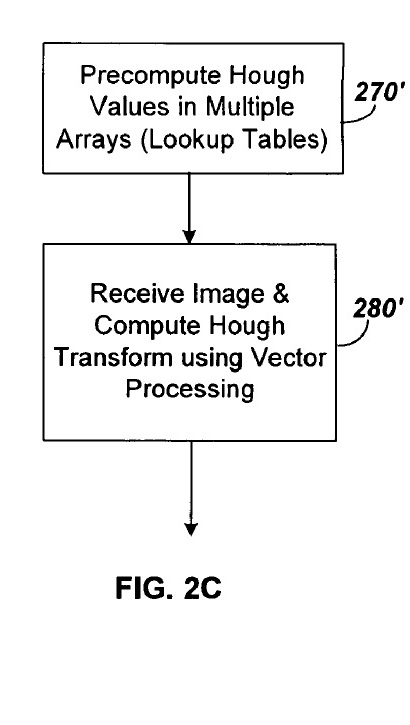 Precompute Hough
Values in Multiple
Arrays (Lookup Tables)
270'
Receive Image &
Compute Hough
Transform using Vector
Processing
280'
FIG. 2C